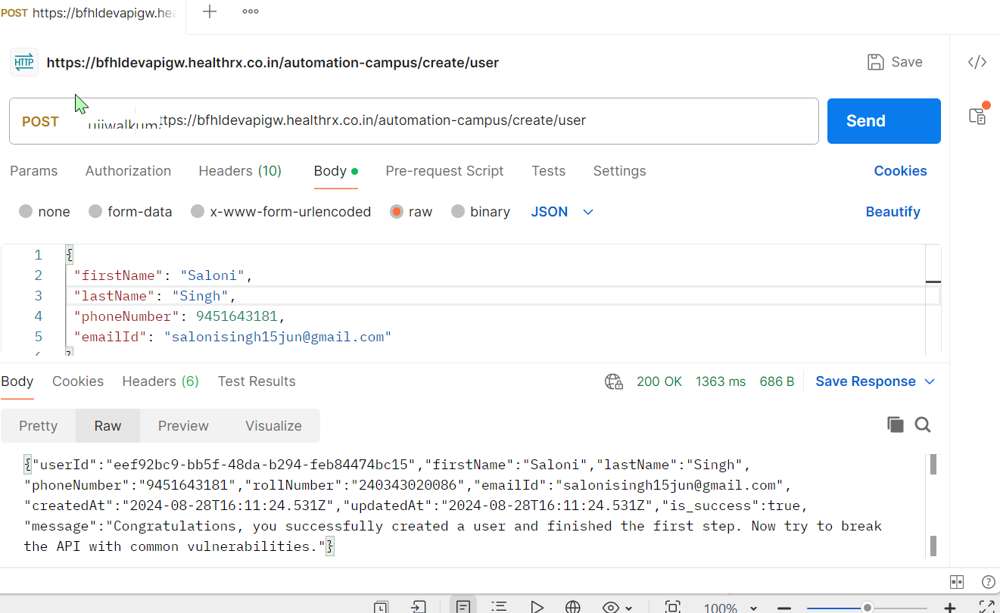 POST https://bfhldevapigw.hea
https://bfhldevapigw.healthrx.co.in/automation-campus/create/user
Save
POST
ttps://bfhldevapigw.healthrx.co.in/automation-campus/create/user
Send
Params Authorization Headers (10) Body Pre-request Script Tests Settings Cookies
none form-data x-www-form-urlencoded raw binary JSON Beautify
1 {
2 "firstName": "Saloni",
3 "lastName": "Singh",
4 "phoneNumber": 9451643181,
5 "emailId": "salonisingh15jun@gmail.com"
6 }
Body Cookies Headers (6) Test Results 200 OK 1363 ms 686 B Save Response
Pretty Raw Preview Visualize
{"userId":"eef92bc9-bb5f-48da-b294-feb84474bc15","firstName":"Saloni","lastName":"Singh",
"phoneNumber":"9451643181","rollNumber":"240343020086","emailId":"salonisingh15jun@gmail.com",
"createdAt":"2024-08-28T16:11:24.531Z","updatedAt":"2024-08-28T16:11:24.531Z","is_success":true,
"message":"Congratulations, you successfully created a user and finished the first step. Now try to break
the API with common vulnerabilities."}
100%